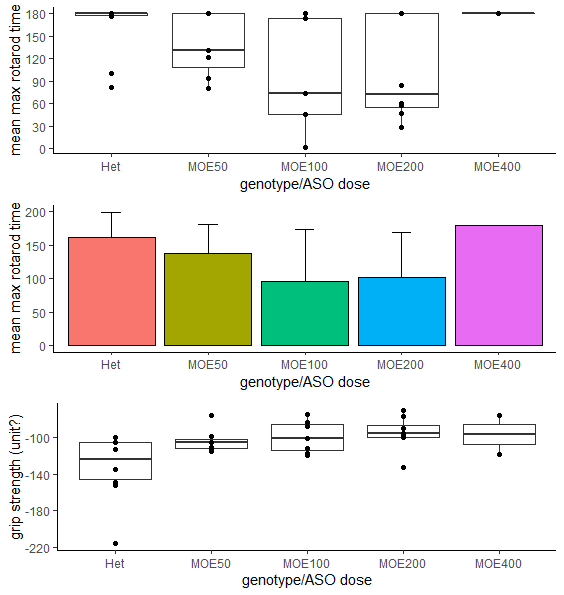 mean max rotarod time
180
150
120
90
60
30
0
Het MOE50 MOE100 MOE200 MOE400
genotype/ASO dose
mean max rotarod time
200
150
100
50
0
Het MOE50 MOE100 MOE200 MOE400
genotype/ASO dose
grip strength (unit?)
-100
-140
-180
-220
Het MOE50 MOE100 MOE200 MOE400
genotype/ASO dose